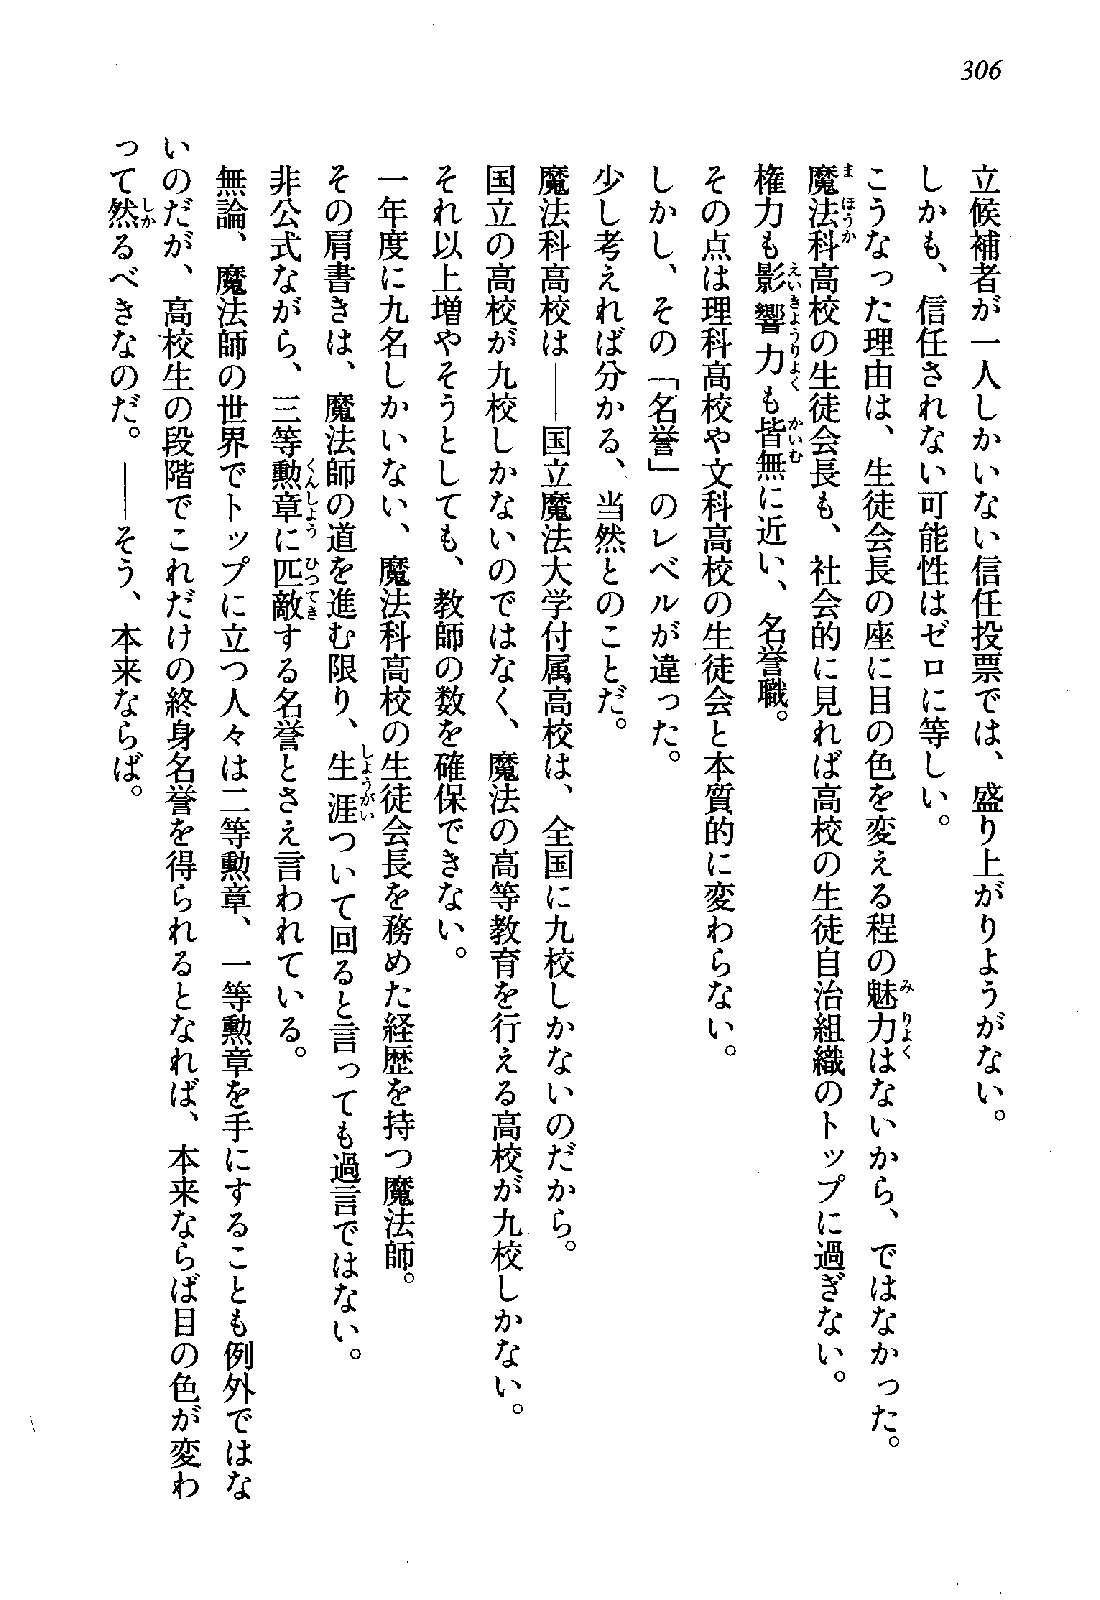 306
立候補者が一人しかいない信任投票では、盛り上がりようがない。
しかも、信任されない可能性はゼロに等しい。
こうなった理由は、生徒会長の座に目の色を変える程の魅力はないから、ではなかった。
魔法科高校の生徒会長も、社会的に見れば高校の生徒自治組織のトップに過ぎない。
権力も影響力も皆無に近い、名誉職。
その点は理科高校や文科高校の生徒会と本質的に変わらない。
しかし、その「名誉」のレベルが違った。
少し考えれば分かる、当然とのことだ。
魔法科高校は――国立魔法大学付属高校は、全国に九校しかないのだから。
国立の高校が九校しかないのではなく、魔法の高等教育を行える高校が九校しかない。
それ以上増やそうとしても、教師の数を確保できない。
一年度に九名しかいない、魔法科高校の生徒会長を務めた経歴を持つ魔法師。
その肩書きは、魔法師の道を進む限り、生涯ついて回ると言っても過言ではない。
非公式ながら、三等勲章に匹敵する名誉とさえ言われている。
無論、魔法師の世界でトップに立つ人々は二等勲章、一等勲章を手にすることも例外ではな
いのだが、高校生の段階でこれだけの終身名誉を得られるとなれば、本来ならば目の色が変わ
って然るべきなのだ。――そう、本来ならば。